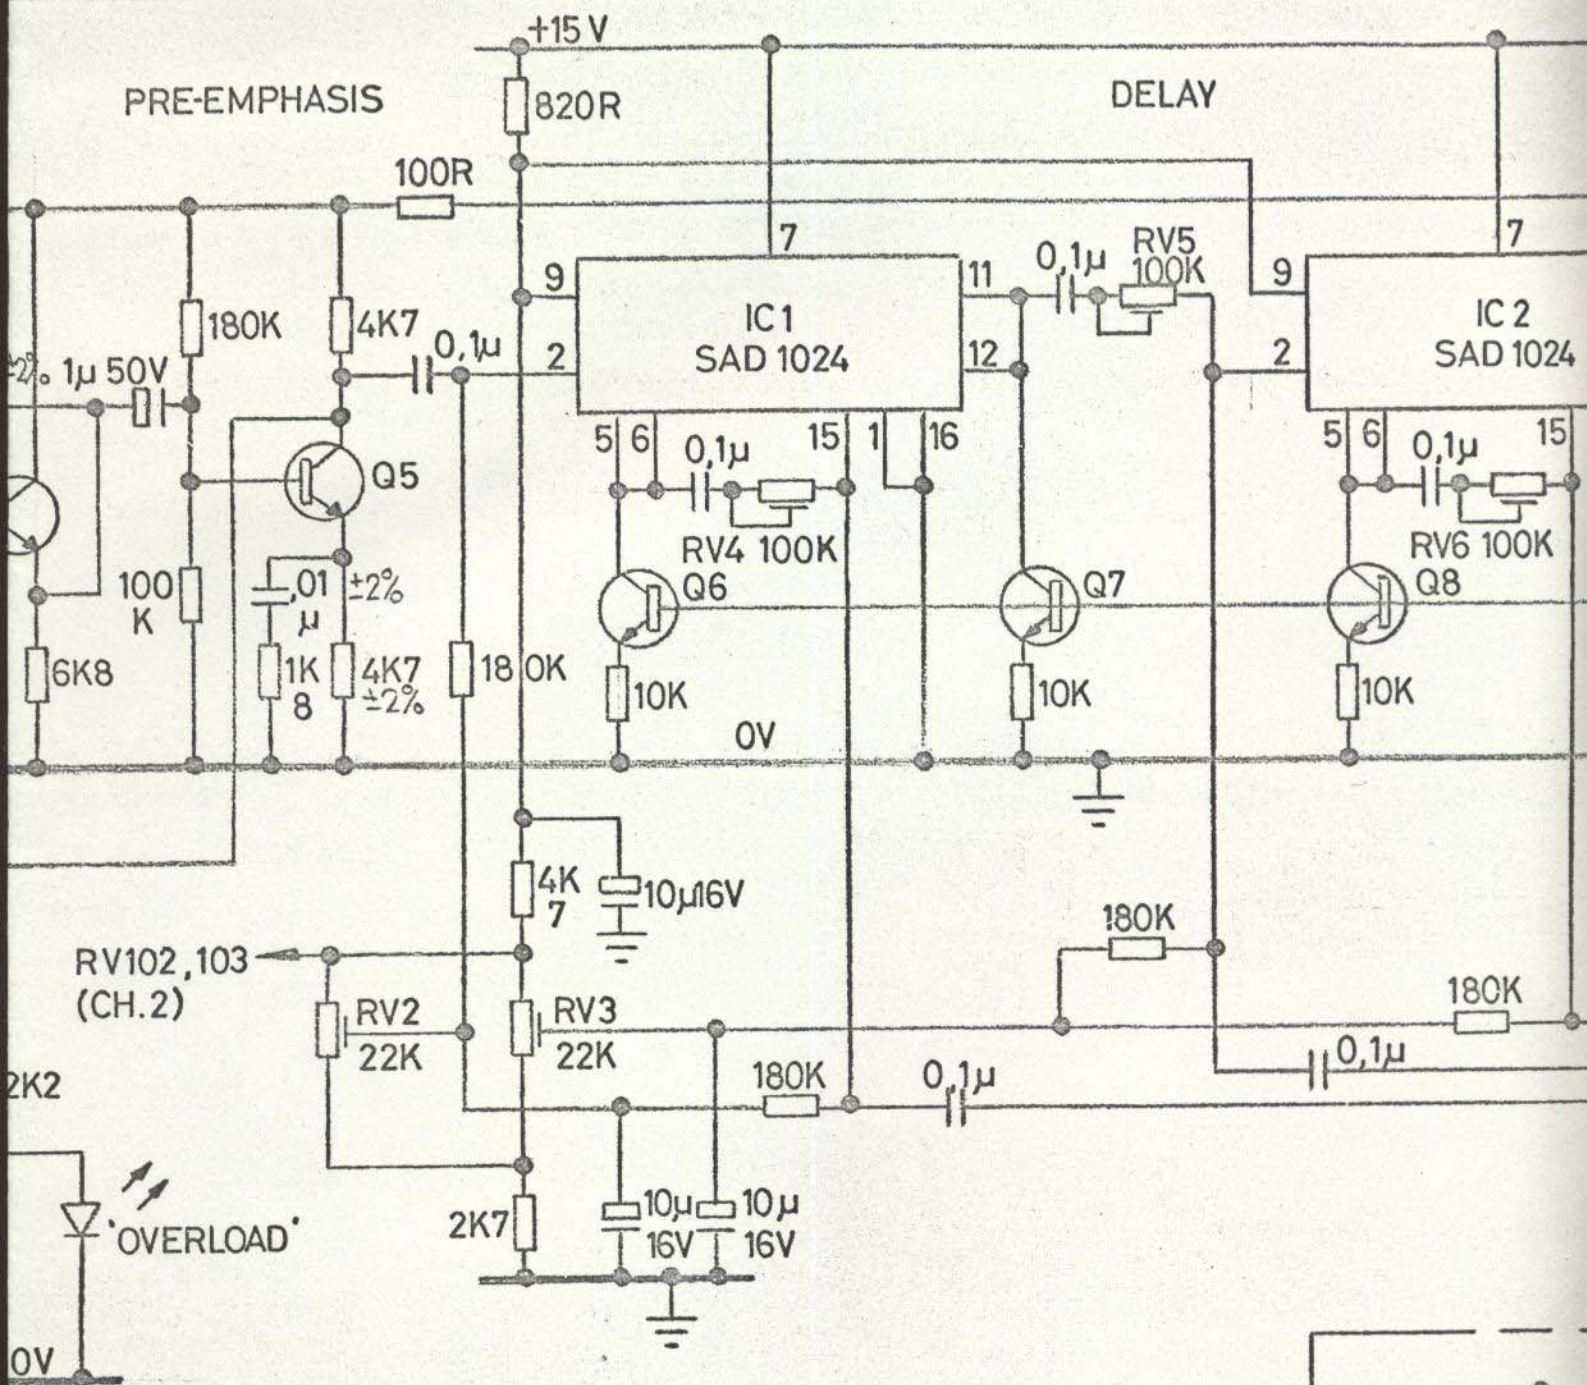 +15 V
PRE-EMPHASIS
820R
DELAY
100R
7
7
9
11
0,1µ
RV5
100K
9
180K
4K7
0,1µ
IC 1
SAD 1024
IC 2
SAD 1024
±2%
1µ 50V
2
12
2
5
6
0,1µ
15
1
16
5
6
0,1µ
15
Q5
RV4 100K
RV6 100K
100
K
,01
µ
±2%
Q6
Q7
Q8
6K8
1K
8
4K7
±2%
180K
10K
10K
10K
0V
4K
7
10µ16V
180K
RV102,103
(CH.2)
RV2
22K
RV3
22K
180K
2K2
180K
0,1µ
0,1µ
'OVERLOAD'
2K7
10µ
16V
10µ
16V
0V